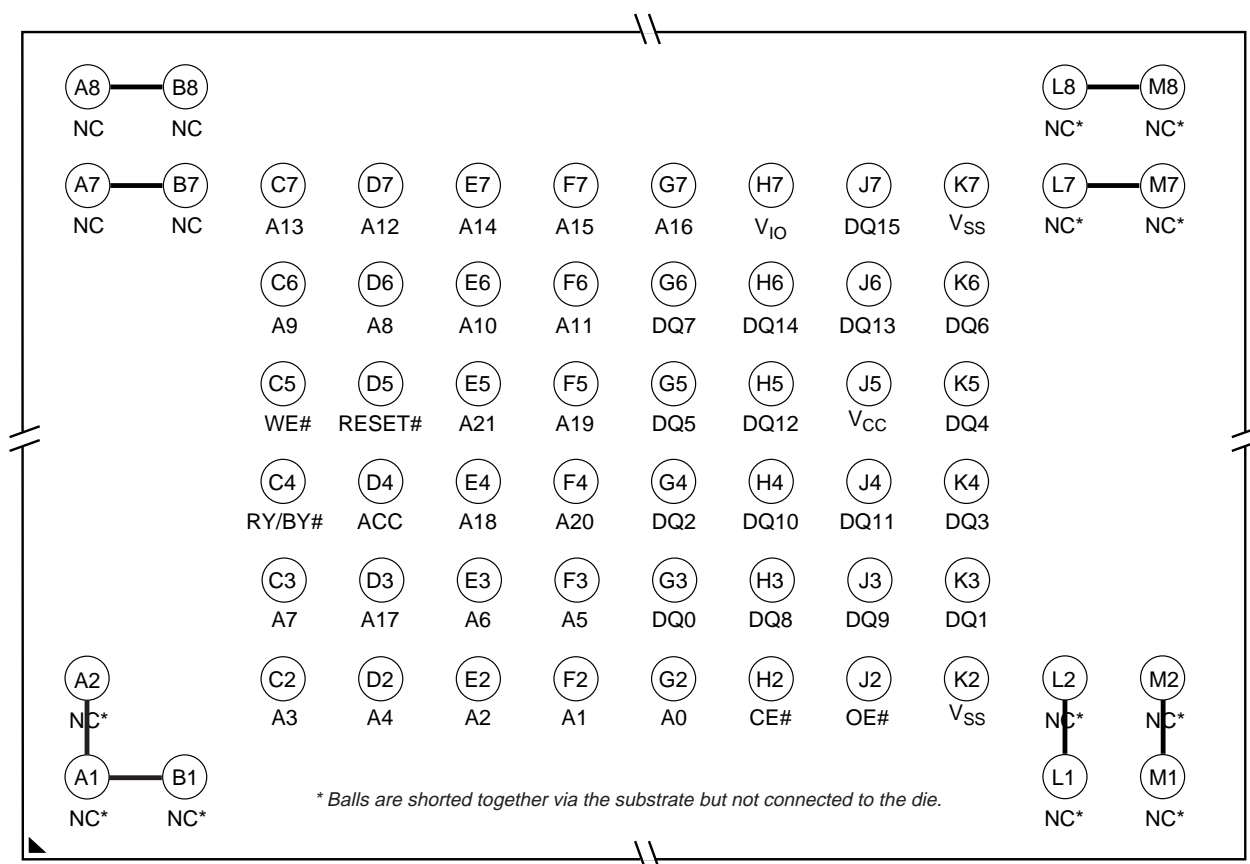 A8 B8 L8 M8
NC NC NC* NC*
A7 B7 C7 D7 E7 F7 G7 H7 J7 K7 L7 M7
NC NC A13 A12 A14 A15 A16 VIO DQ15 VSS NC* NC*
C6 D6 E6 F6 G6 H6 J6 K6
A9 A8 A10 A11 DQ7 DQ14 DQ13 DQ6
C5 D5 E5 F5 G5 H5 J5 K5
WE# RESET# A21 A19 DQ5 DQ12 VCC DQ4
C4 D4 E4 F4 G4 H4 J4 K4
RY/BY# ACC A18 A20 DQ2 DQ10 DQ11 DQ3
C3 D3 E3 F3 G3 H3 J3 K3
A7 A17 A6 A5 DQ0 DQ8 DQ9 DQ1
A2 C2 D2 E2 F2 G2 H2 J2 K2 L2 M2
NC* A3 A4 A2 A1 A0 CE# OE# VSS NC* NC*
A1 B1 L1 M1
* Balls are shorted together via the substrate but not connected to the die.
NC* NC* NC* NC*